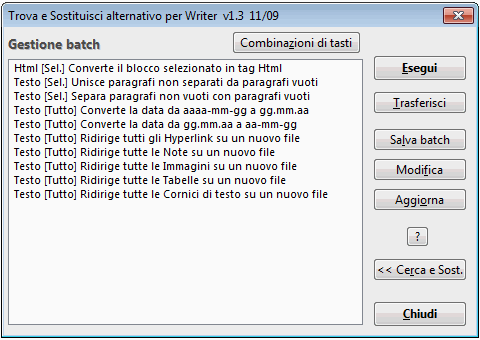 Trova e Sostituisci alternativo per Writer v1.3 11/09
Gestione batch
Combinazioni di tasti
Html [Sel.] Converte il blocco selezionato in tag Html
Testo [Sel.] Unisce paragrafi non separati da paragrafi vuoti
Testo [Sel.] Separa paragrafi non vuoti con paragrafi vuoti
Testo [Tutto] Converte la data da aaaa-mm-gg a gg.mm.aa
Testo [Tutto] Converte la data da gg.mm.aa a aa-mm-gg
Testo [Tutto] Ridirige tutti gli Hyperlink su un nuovo file
Testo [Tutto] Ridirige tutte le Note su un nuovo file
Testo [Tutto] Ridirige tutte le Immagini su un nuovo file
Testo [Tutto] Ridirige tutte le Tabelle su un nuovo file
Testo [Tutto] Ridirige tutte le Cornici di testo su un nuovo file
Esegui
Trasferisci
Salva batch
Modifica
Aggiorna
?
<< Cerca e Sost.
Chiudi